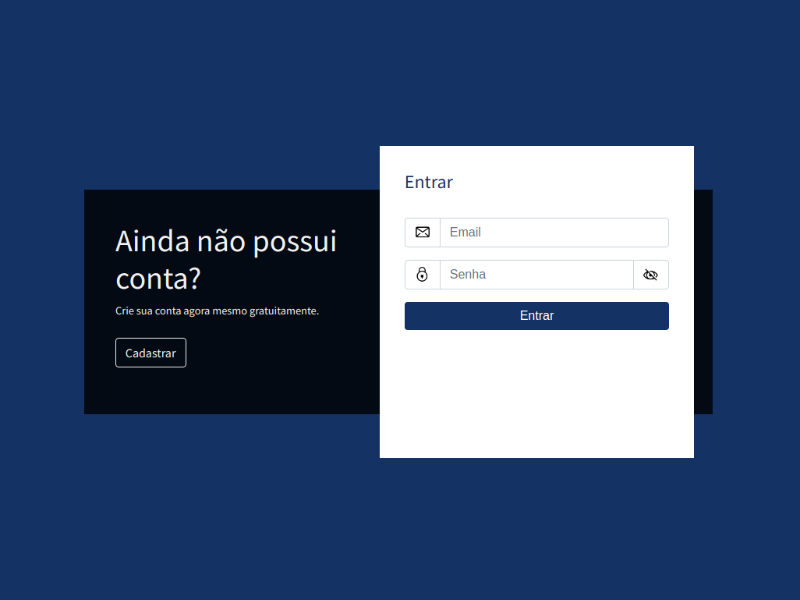 Ainda não possui
conta?
Crie sua conta agora mesmo gratuitamente.
Cadastrar
Entrar
Email
Senha
Entrar